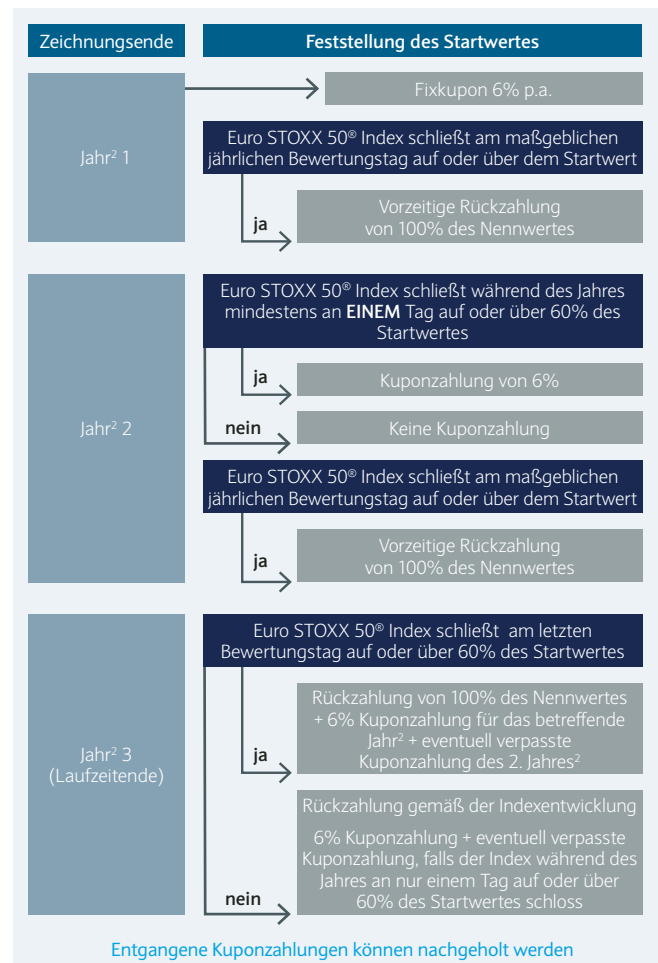 Zeichnungsende
Feststellung des Startwertes
Jahr² 1
Fixkupon 6% p.a.
Euro STOXX 50® Index schließt am maßgeblichen
jährlichen Bewertungstag auf oder über dem Startwert
ja
Vorzeitige Rückzahlung
von 100% des Nennwertes
Jahr² 2
Euro STOXX 50® Index schließt während des Jahres
mindestens an EINEM Tag auf oder über 60% des
Startwertes
ja
Kuponzahlung von 6%
nein
Keine Kuponzahlung
Euro STOXX 50® Index schließt am maßgeblichen
jährlichen Bewertungstag auf oder über dem Startwert
ja
Vorzeitige Rückzahlung
von 100% des Nennwertes
Jahr² 3
(Laufzeitende)
Euro STOXX 50® Index schließt am letzten
Bewertungstag auf oder über 60% des Startwertes
ja
Rückzahlung von 100% des Nennwertes
+ 6% Kuponzahlung für das betreffende
Jahr² + eventuell verpasste
Kuponzahlung des 2. Jahres²
nein
Rückzahlung gemäß der Indexentwicklung
6% Kuponzahlung + eventuell verpasste
Kuponzahlung, falls der Index während des
Jahres an nur einem Tag auf oder über
60% des Startwertes schloss
Entgangene Kuponzahlungen können nachgeholt werden